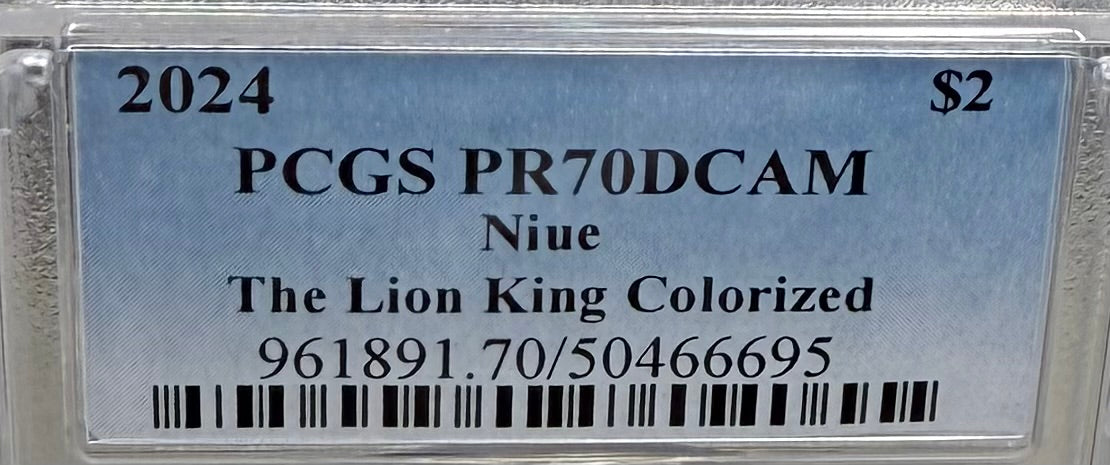 2024 $2
PCGS PR70DCAM
Niue
The Lion King Colorized
961891.70/50466695